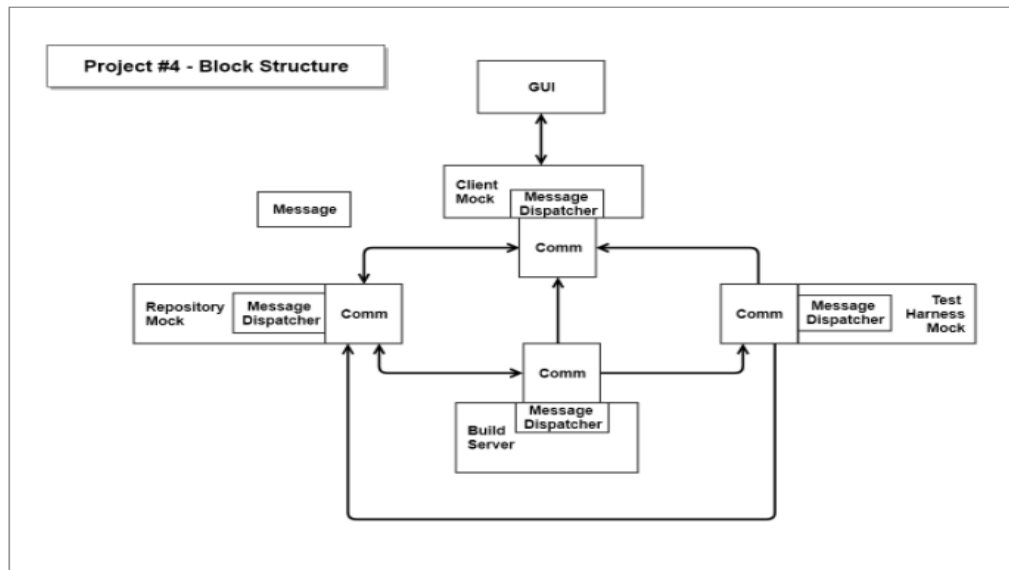 Project #4 - Block Structure
GUI
Client
Mock
Message
Dispatcher
Message
Comm
Repository
Mock
Message
Dispatcher
Comm
Comm
Message
Dispatcher
Test
Harness
Mock
Comm
Message
Dispatcher
Build
Server